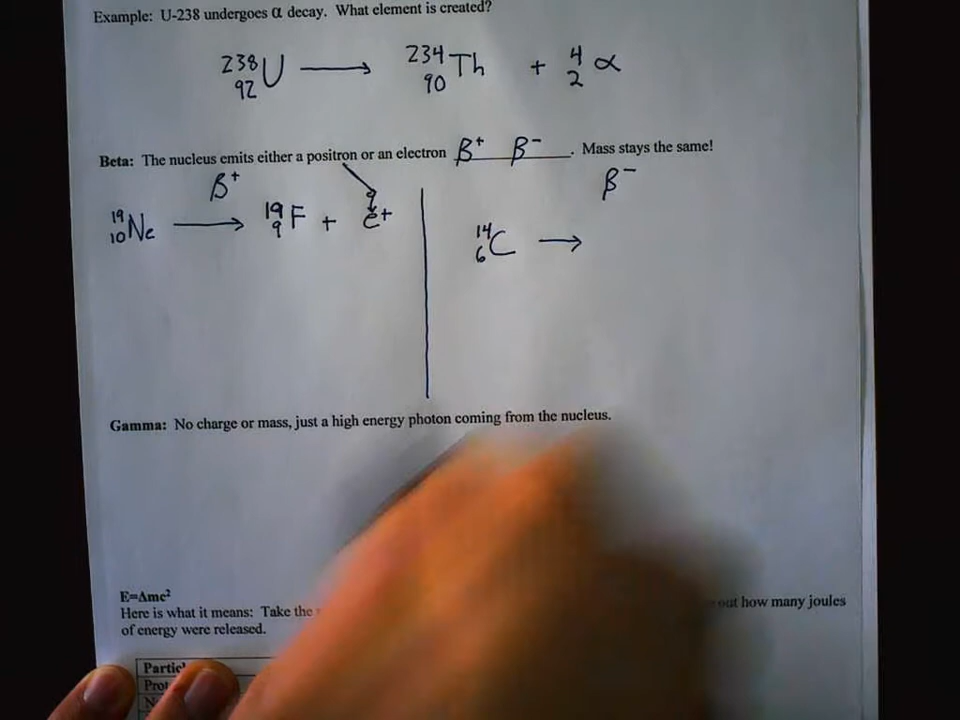 Example: U-238 undergoes α decay. What element is created?
238 92 U → 234 90 Th + 4 2 α
Beta: The nucleus emits either a positron or an electron β+ β-. Mass stays the same!
β+
β-
19 10 Ne → 19 9 F + e+
14 6 C →
Gamma: No charge or mass, just a high energy photon coming from the nucleus.
E=Δmc²
Here is what it means: Take the out how many joules
of energy were released.